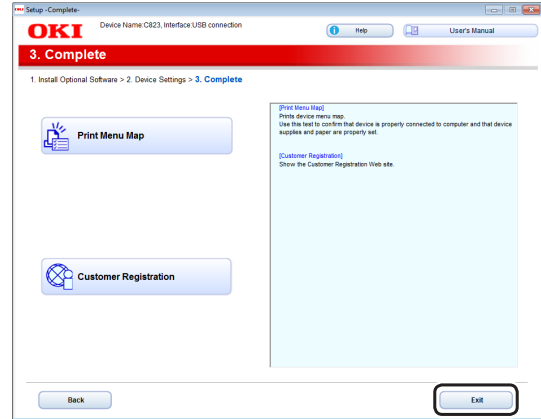 OKI Setup -Complete-
OKI Device Name:C823, Interface:USB connection
Help
User's Manual
3. Complete
1. Install Optional Software > 2. Device Settings > 3. Complete
Print Menu Map
Customer Registration
[Print Menu Map]
Prints device menu map.
Use this test to confirm that device is properly connected to computer and that device
supplies and paper are properly set.
[Customer Registration]
Show the Customer Registration Web site.
Back
Exit